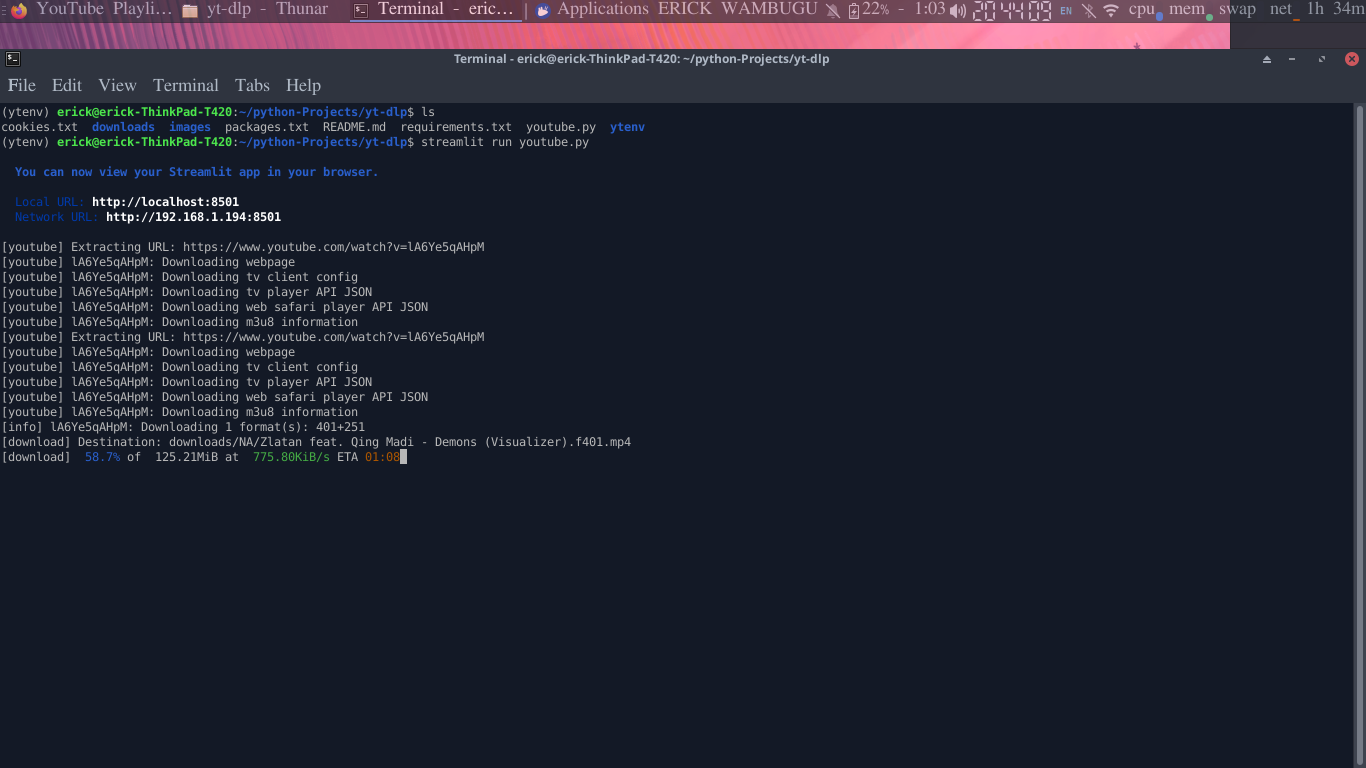 YouTube Playli... yt-dlp - Thunar Terminal - eric... Applications ERICK WAMBUGU 22% - 1:03 20:44:09 EN cpu mem swap net 1h 34m
Terminal - erick@erick-ThinkPad-T420: ~/python-Projects/yt-dlp
File Edit View Terminal Tabs Help
(ytenv) erick@erick-ThinkPad-T420:~/python-Projects/yt-dlp$ ls
cookies.txt downloads images packages.txt README.md requirements.txt youtube.py ytenv
(ytenv) erick@erick-ThinkPad-T420:~/python-Projects/yt-dlp$ streamlit run youtube.py
You can now view your Streamlit app in your browser.
Local URL: http://localhost:8501
Network URL: http://192.168.1.194:8501
[youtube] Extracting URL: https://www.youtube.com/watch?v=lA6Ye5qAHpM
[youtube] lA6Ye5qAHpM: Downloading webpage
[youtube] lA6Ye5qAHpM: Downloading tv client config
[youtube] lA6Ye5qAHpM: Downloading tv player API JSON
[youtube] lA6Ye5qAHpM: Downloading web safari player API JSON
[youtube] lA6Ye5qAHpM: Downloading m3u8 information
[youtube] Extracting URL: https://www.youtube.com/watch?v=lA6Ye5qAHpM
[youtube] lA6Ye5qAHpM: Downloading webpage
[youtube] lA6Ye5qAHpM: Downloading tv client config
[youtube] lA6Ye5qAHpM: Downloading tv player API JSON
[youtube] lA6Ye5qAHpM: Downloading web safari player API JSON
[youtube] lA6Ye5qAHpM: Downloading m3u8 information
[info] lA6Ye5qAHpM: Downloading 1 format(s): 401+251
[download] Destination: downloads/NA/Zlatan feat. Qing Madi - Demons (Visualizer).f401.mp4
[download] 58.7% of 125.21MiB at 775.80KiB/s ETA 01:08